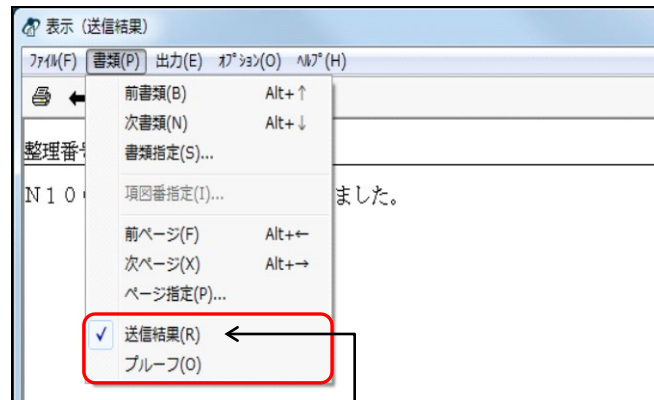 表示（送信結果）
ﾌｧｲﾙ(F) 書類(P) 出力(E) ｵﾌﾟｼｮﾝ(O) ﾍﾙﾌﾟ(H)
前書類(B) Alt+↑
次書類(N) Alt+↓
整理番
書類指定(S)...
Ｎ１０ 項図番指定(I)... ました。
前ページ(F) Alt+←
次ページ(X) Alt+→
ページ指定(P)...
✓ 送信結果(R)
プルーフ(O)